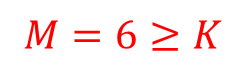 M = 6 ≥ K